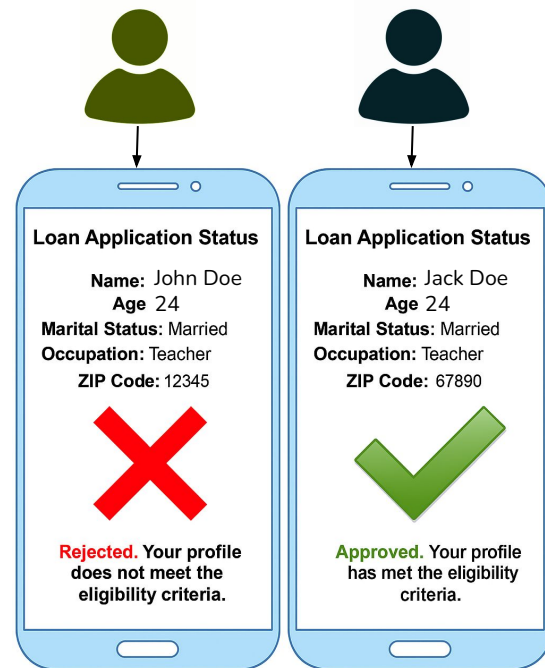 Loan Application Status
Name: John Doe
Age 24
Marital Status: Married
Occupation: Teacher
ZIP Code: 12345
Rejected. Your profile
does not meet the
eligibility criteria.
Loan Application Status
Name: Jack Doe
Age 24
Marital Status: Married
Occupation: Teacher
ZIP Code: 67890
Approved. Your profile
has met the eligibility
criteria.